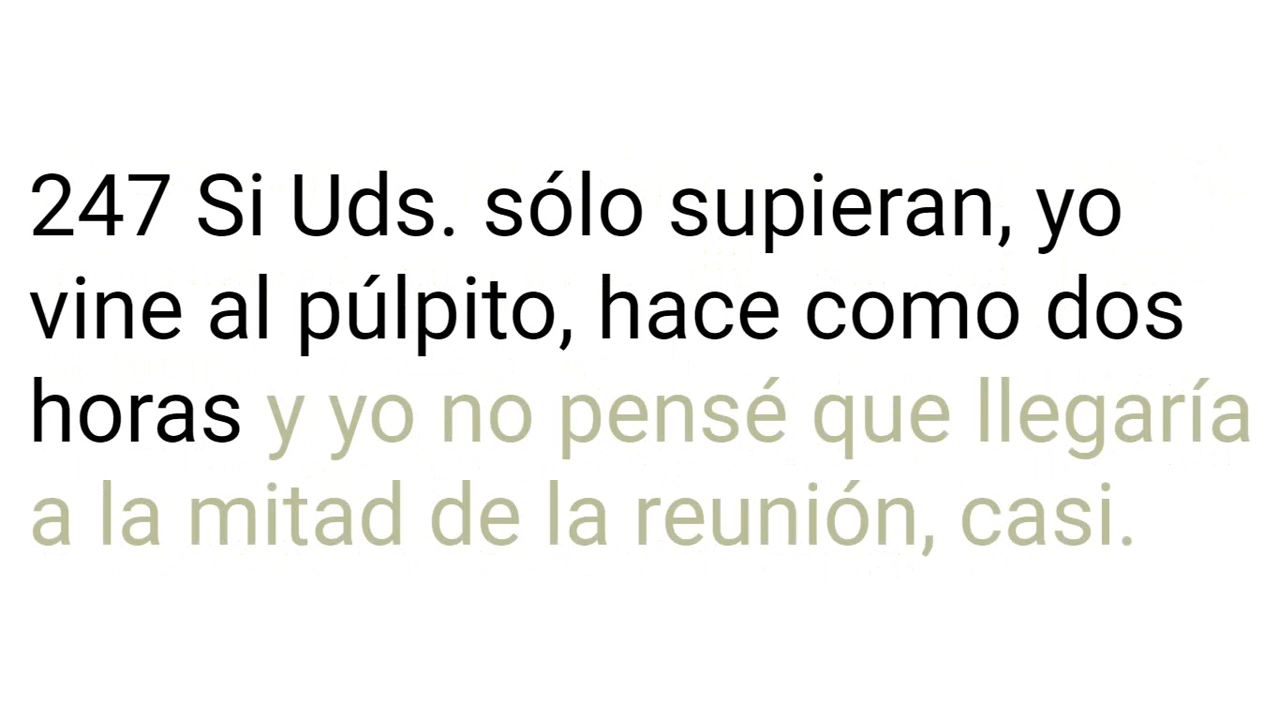 247 Si Uds. sólo supieran, yo
vine al púlpito, hace como dos
horas y yo no pensé que llegaría
a la mitad de la reunión, casi.